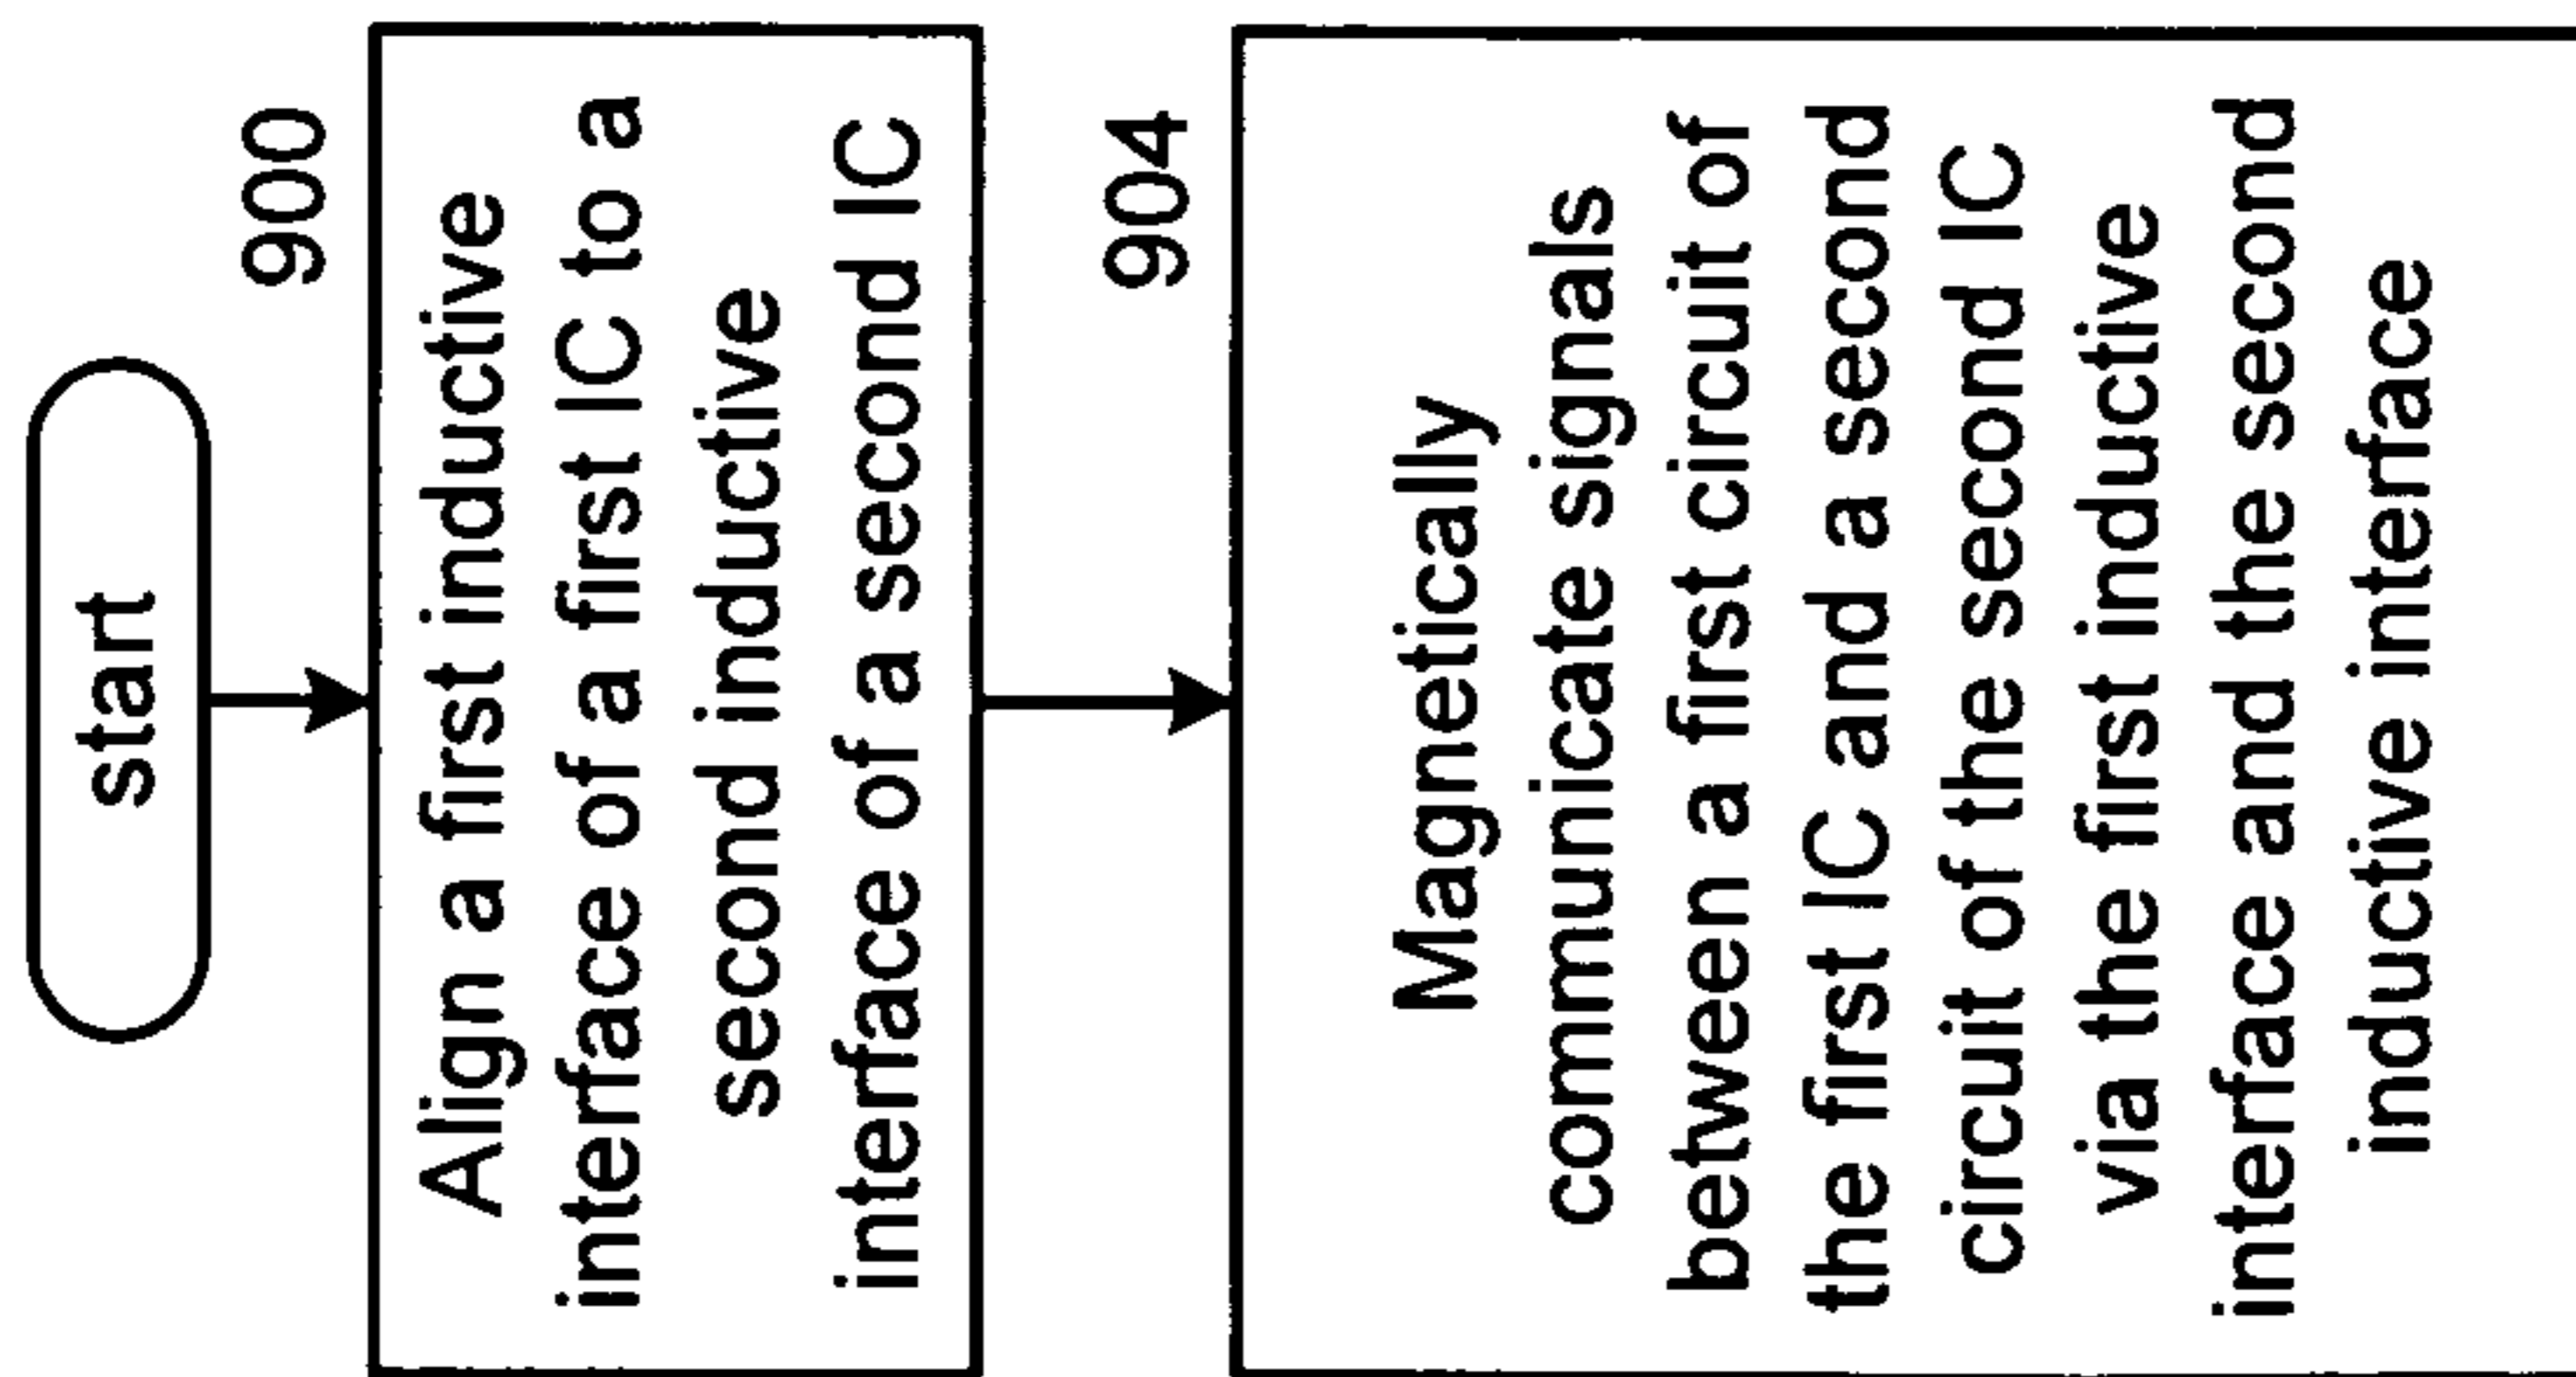 start
900
Align a first inductive
interface of a first IC to a
second inductive
interface of a second IC
904
Magnetically
communicate signals
between a first circuit of
the first IC and a second
circuit of the second IC
via the first inductive
interface and the second
inductive interface